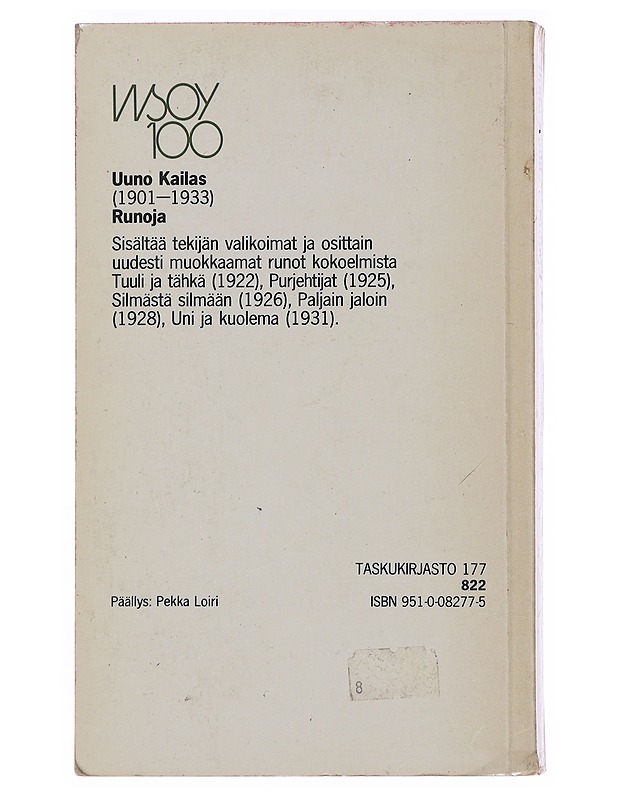 WSOY
100
Uuno Kailas
(1901—1933)
Runoja
Sisältää tekijän valikoimat ja osittain
uudesti muokkaamat runot kokoelmista
Tuuli ja tähkä (1922), Purjehtijat (1925),
Silmästä silmään (1926), Paljain jaloin
(1928), Uni ja kuolema (1931).
TASKUKIRJASTO 177
822
Päällys: Pekka Loiri
ISBN 951-0-08277-5
8